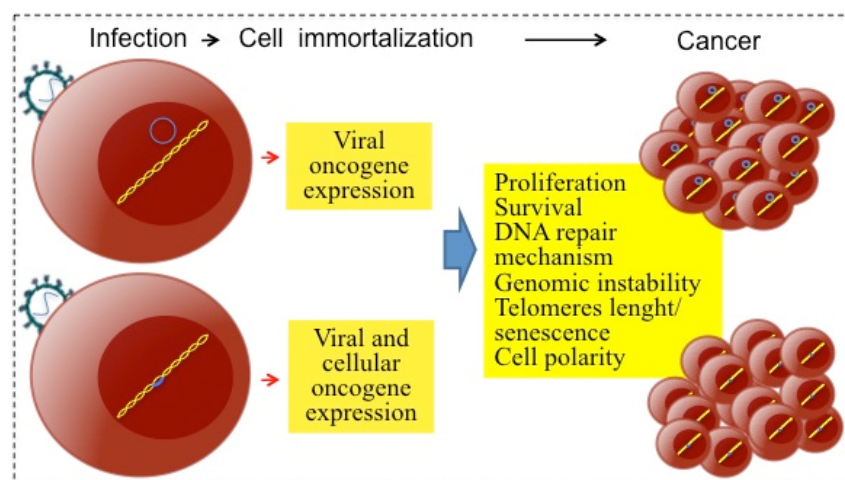 Infection → Cell immortalization → Cancer
Viral
oncogene
expression
Proliferation
Survival
DNA repair
mechanism
Genomic instability
Telomeres lenght/
senescence
Cell polarity
Viral and
cellular
oncogene
expression